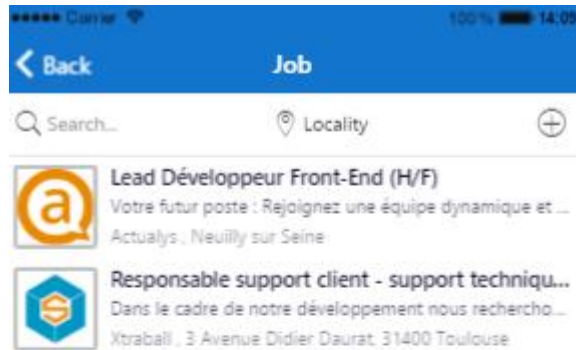 Carrier 100 % 14:05
Back Job
Search... Locality
Lead Développeur Front-End (H/F)
Votre futur poste : Rejoignez une équipe dynamique et ...
Actualys , Neuilly sur Seine
Responsable support client - support techniqu...
Dans le cadre de notre développement nous rechercho...
Xtraball , 3 Avenue Didier Daurat, 31400 Toulouse